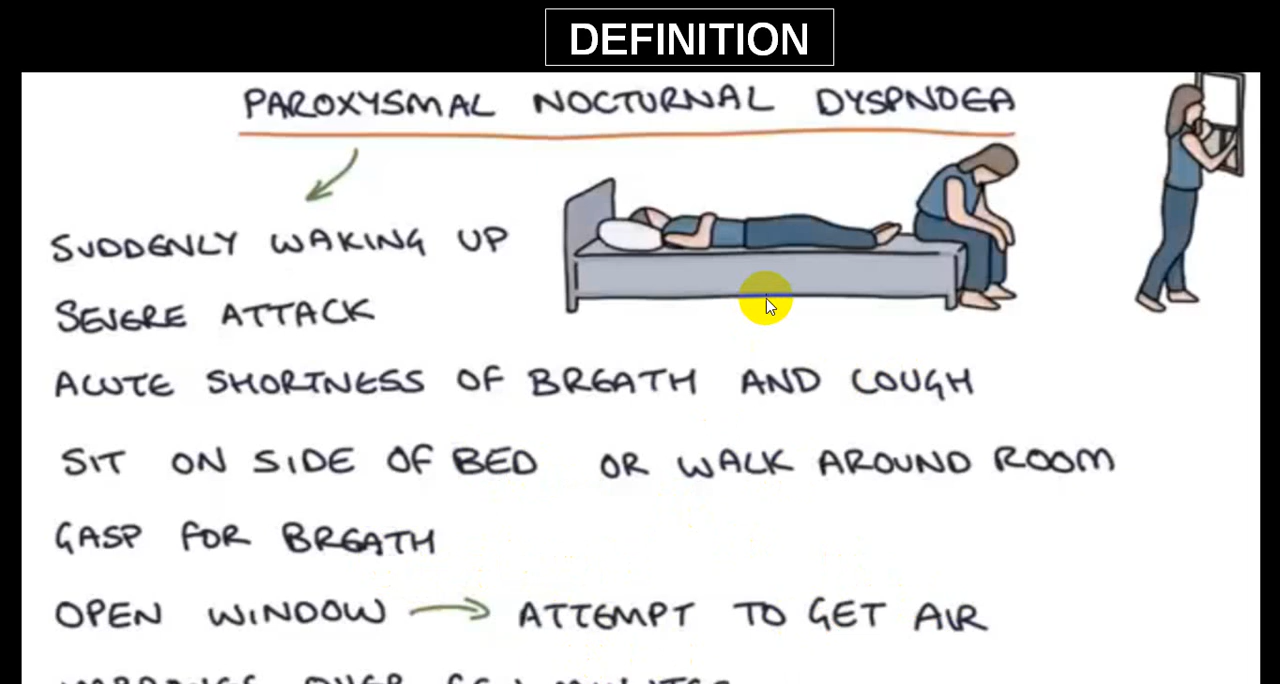 DEFINITION
PAROXYSMAL NOCTURNAL DYSPNOEA
SUDDENLY WAKING UP
SEVERE ATTACK
ACUTE SHORTNESS OF BREATH AND COUGH
SIT ON SIDE OF BED OR WALK AROUND ROOM
GASP FOR BREATH
OPEN WINDOW → ATTEMPT TO GET AIR